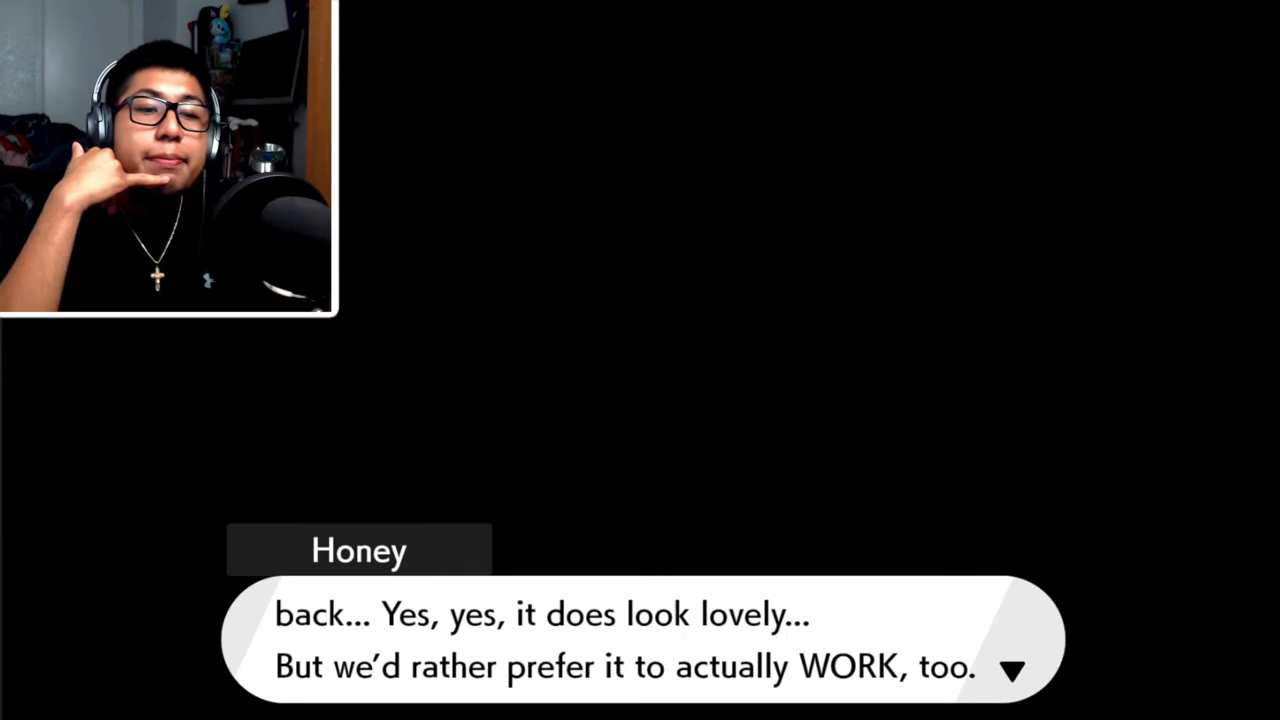 Honey
back... Yes, yes, it does look lovely...
But we'd rather prefer it to actually WORK, too.